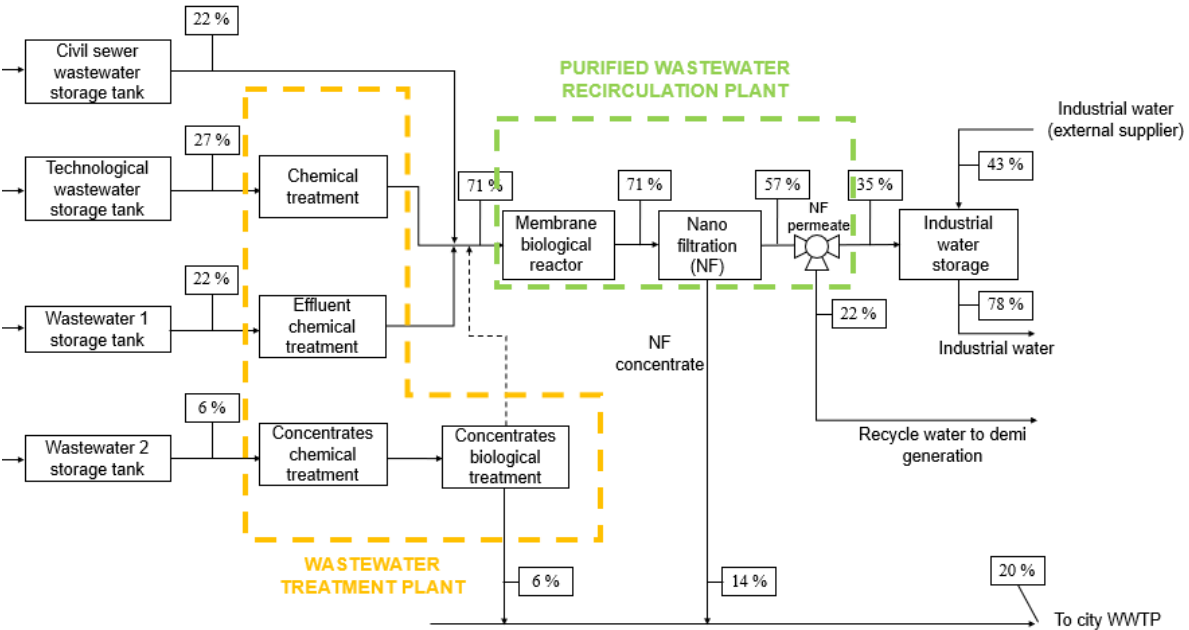 22 %
Civil sewer
wastewater
storage tank
PURIFIED WASTEWATER
RECIRCULATION PLANT
Industrial water
(external supplier)
27 %
43 %
Technological
wastewater
storage tank
Chemical
treatment
71 %
71 %
57 %
35 %
NF
permeate
Membrane
biological
reactor
Nano
filtration
(NF)
Industrial
water
storage
22 %
78 %
22 %
Wastewater 1
storage tank
Effluent
chemical
treatment
NF
concentrate
Industrial water
6 %
Wastewater 2
storage tank
Concentrates
chemical
treatment
Concentrates
biological
treatment
Recycle water to demi
generation
WASTEWATER
TREATMENT PLANT
6 %
14 %
20 %
To city WWTP